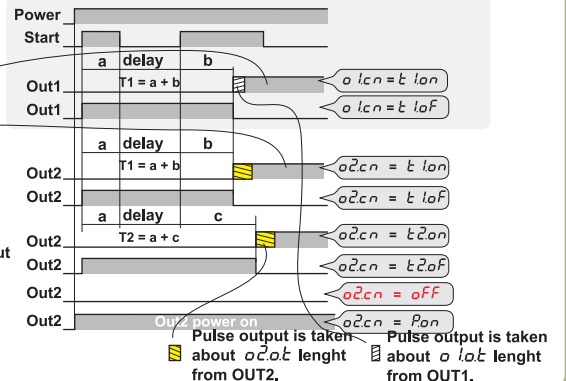 Power
Start
a delay b
T1 = a + b
Out1
o1.cn = t1.on
Out1
o1.cn = t1.oF
a delay b
T1 = a + b
Out2
o2.cn = t1.on
Out2
o2.cn = t1.oF
a delay c
T2 = a + c
Out2
o2.cn = t2.on
ut
Out2
o2.cn = t2.oF
Out2
o2.cn = oFF
Out2
Out2 power on
o2.cn = P.on
Pulse output is taken
about o2.o.t lenght
from OUT2.
Pulse output is taken
about o1.o.t lenght
from OUT1.